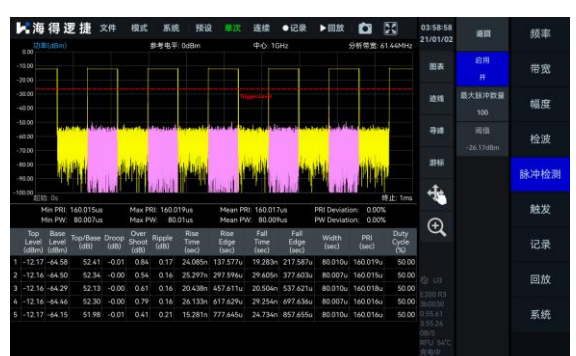 海得逻捷 文件 模式 系统 预设 单次 连续 ●记录 ▶回放
03:58:58
21/01/02
返回
频率
功率(dBm) 参考电平: 0dBm 中心: 1GHz 分析带宽: 61.44MHz
0.00
-10.00
-20.00
-30.00
-40.00
-50.00
-60.00
-70.00
-80.00
-90.00
-100.00
TriggerLevel
起始: 0s 终止: 1ms
图表
迹线
寻峰
游标
启用
开
最大脉冲数量
100
阈值
-26.17dBm
带宽
幅度
检波
脉冲检测
触发
记录
回放
系统
Min PRI: 160.015us Max PRI: 160.019us Mean PRI: 160.017us PRI Deviation: 0.00%
Min PW: 80.007us Max PW: 80.01us Mean PW: 80.009us PW Deviation: 0.00%
Top Level (dBm) Base Level (dBm) Top/Base (dB) Droop (dB) Over Shoot (dB) Ripple (dB) Rise Time (sec) Rise Edge (sec) Fall Time (sec) Fall Edge (sec) Width (sec) PRI (sec) Duty Cycle (%)
1 -12.17 -64.58 52.41 -0.01 0.84 0.17 24.085n 137.577u 19.283n 217.587u 80.010u 160.019u 50.00
2 -12.16 -64.50 52.34 -0.00 0.54 0.16 25.297n 297.596u 29.605n 377.603u 80.007u 160.015u 50.00
3 -12.16 -64.29 52.13 -0.00 0.61 0.16 20.438n 457.611u 20.504n 537.621u 80.010u 160.018u 50.00
4 -12.16 -64.46 52.30 -0.00 0.79 0.16 26.133n 617.629u 29.254n 697.636u 80.007u 160.016u 50.00
5 -12.17 -64.15 51.98 -0.01 0.41 0.21 15.281n 777.645u 24.734n 857.655u 80.010u 160.016u 50.00
U3
E200 R3
3.55.26
0B/S
RFU: 54°C
充电中